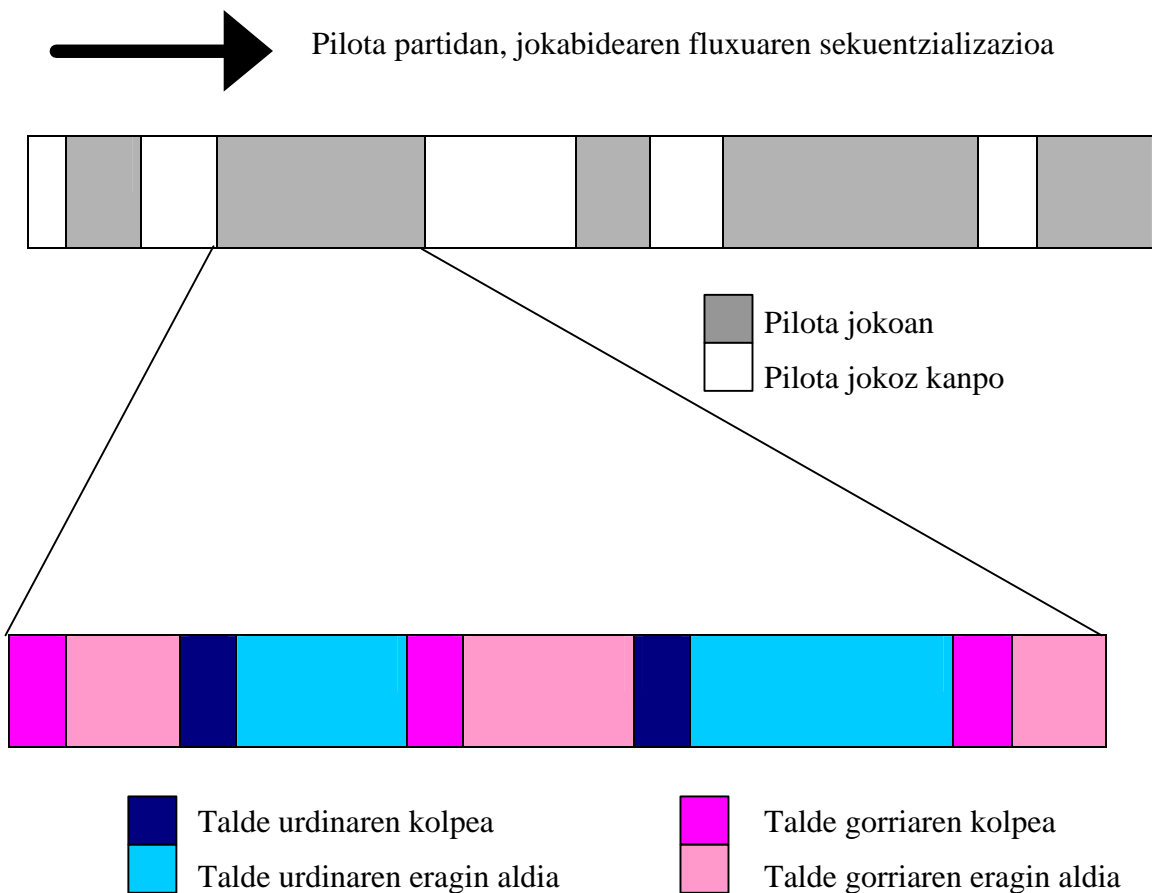 Pilota partidan, jokabidearen fluxuaren sekuentzializazioa
Pilota jokoan
Pilota jokoz kanpo
Talde urdinaren kolpea
Talde urdinaren eragin aldia
Talde gorriaren kolpea
Talde gorriaren eragin aldia